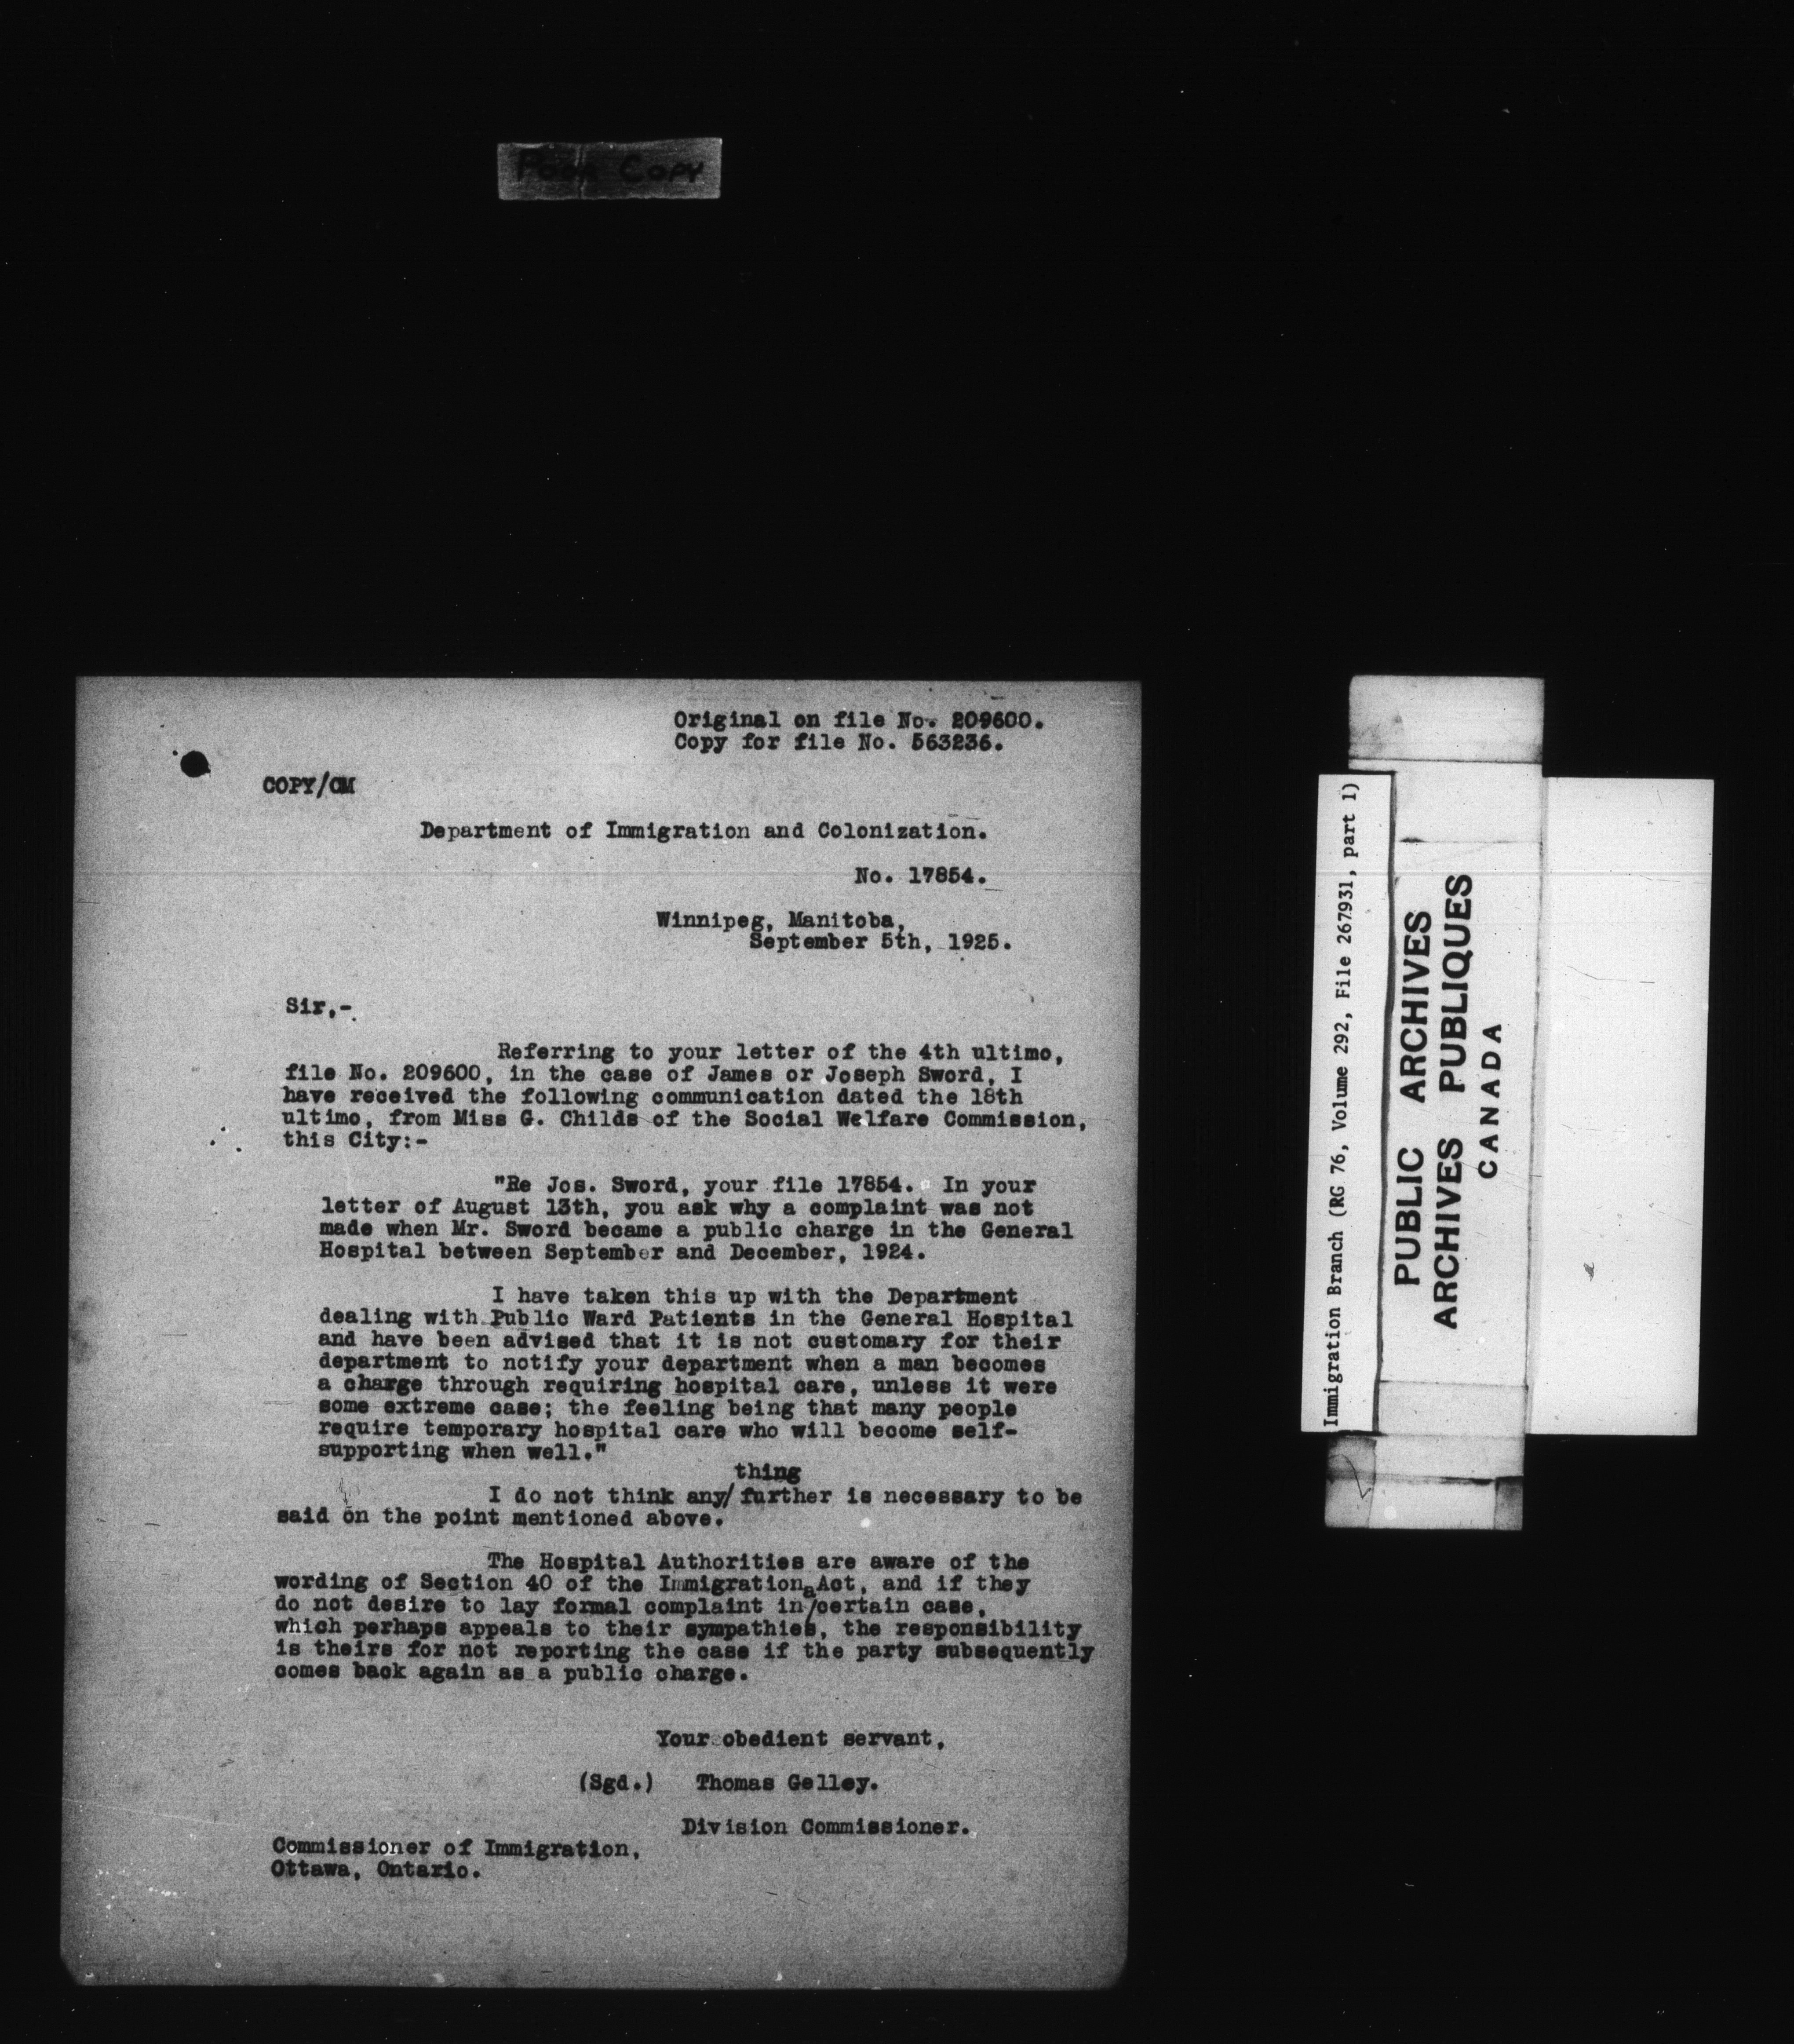 Poor Copy
Original on file No. 209600.
Copy for file No. 563236.
COPY/CM
Department of Immigration and Colonization.
No. 17854.
Winnipeg, Manitoba,
September 5th, 1925.
Sir,-
Referring to your letter of the 4th ultimo,
file No. 209600, in the case of James or Joseph Sword, I
have received the following communication dated the 18th
ultimo, from Miss G. Childs of the Social Welfare Commission,
this City:-
"Re Jos. Sword, your file 17854. In your
letter of August 13th, you ask why a complaint was not
made when Mr. Sword became a public charge in the General
Hospital between September and December, 1924.
I have taken this up with the Department
dealing with Public Ward Patients in the General Hospital
and have been advised that it is not customary for their
department to notify your department when a man becomes
a charge through requiring hospital care, unless it were
some extreme case; the feeling being that many people
require temporary hospital care who will become self-
supporting when well."
thing
I do not think any/ further is necessary to be
said on the point mentioned above.
The Hospital Authorities are aware of the
wording of Section 40 of the Immigration Act, and if they
a
do not desire to lay formal complaint in/certain case,
which perhaps appeals to their sympathies, the responsibility
is theirs for not reporting the case if the party subsequently
comes back again as a public charge.
Your obedient servant,
(Sgd.) Thomas Gelley.
Division Commissioner.
Commissioner of Immigration,
Ottawa, Ontario.
Immigration Branch (RG 76, Volume 292, File 267931, part 1)
PUBLIC ARCHIVES
ARCHIVES PUBLIQUES
CANADA